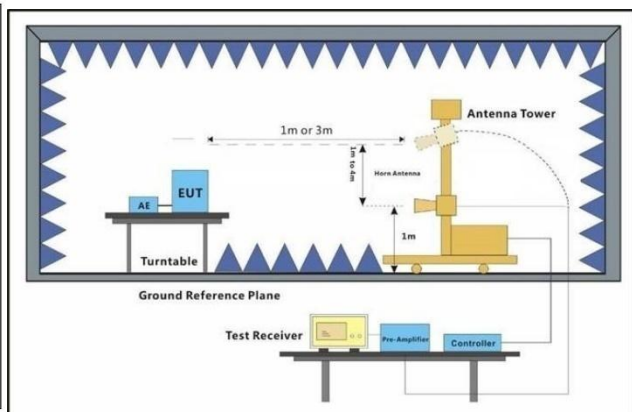 1m or 3m
Antenna Tower
1m to 4m
Horn Antenna
EUT
AE
1m
Turntable
Ground Reference Plane
Test Receiver
Pre-Amplifier
Controller